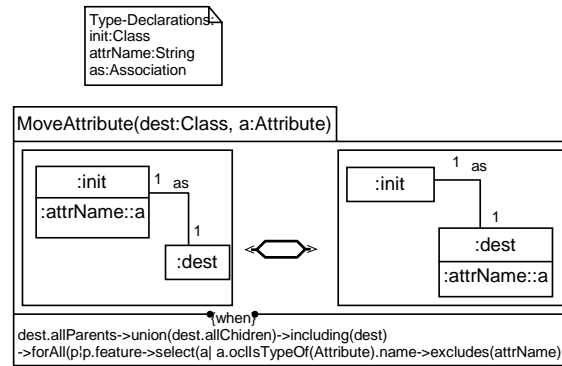 Type-Declarations:
init:Class
attrName:String
as:Association
MoveAttribute(dest:Class, a:Attribute)
:init
1 as
:attrName::a
1
:dest
:init
1 as
1
:dest
:attrName::a
{when}
dest.allParents->union(dest.allChidren)->including(dest)
->forAll(p¦p.feature->select(a| a.oclIsTypeOf(Attribute).name->excludes(attrName)